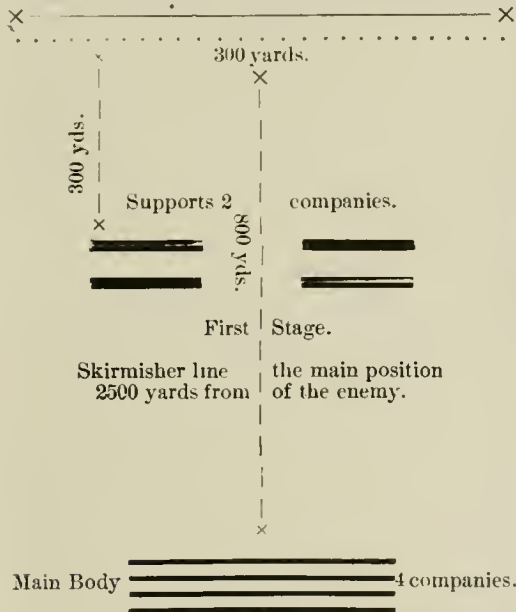 300 yards.
300 yds.
Supports 2 companies.
800 yds.
First Stage.
Skirmisher line the main position
2500 yards from of the enemy.
Main Body 4 companies.